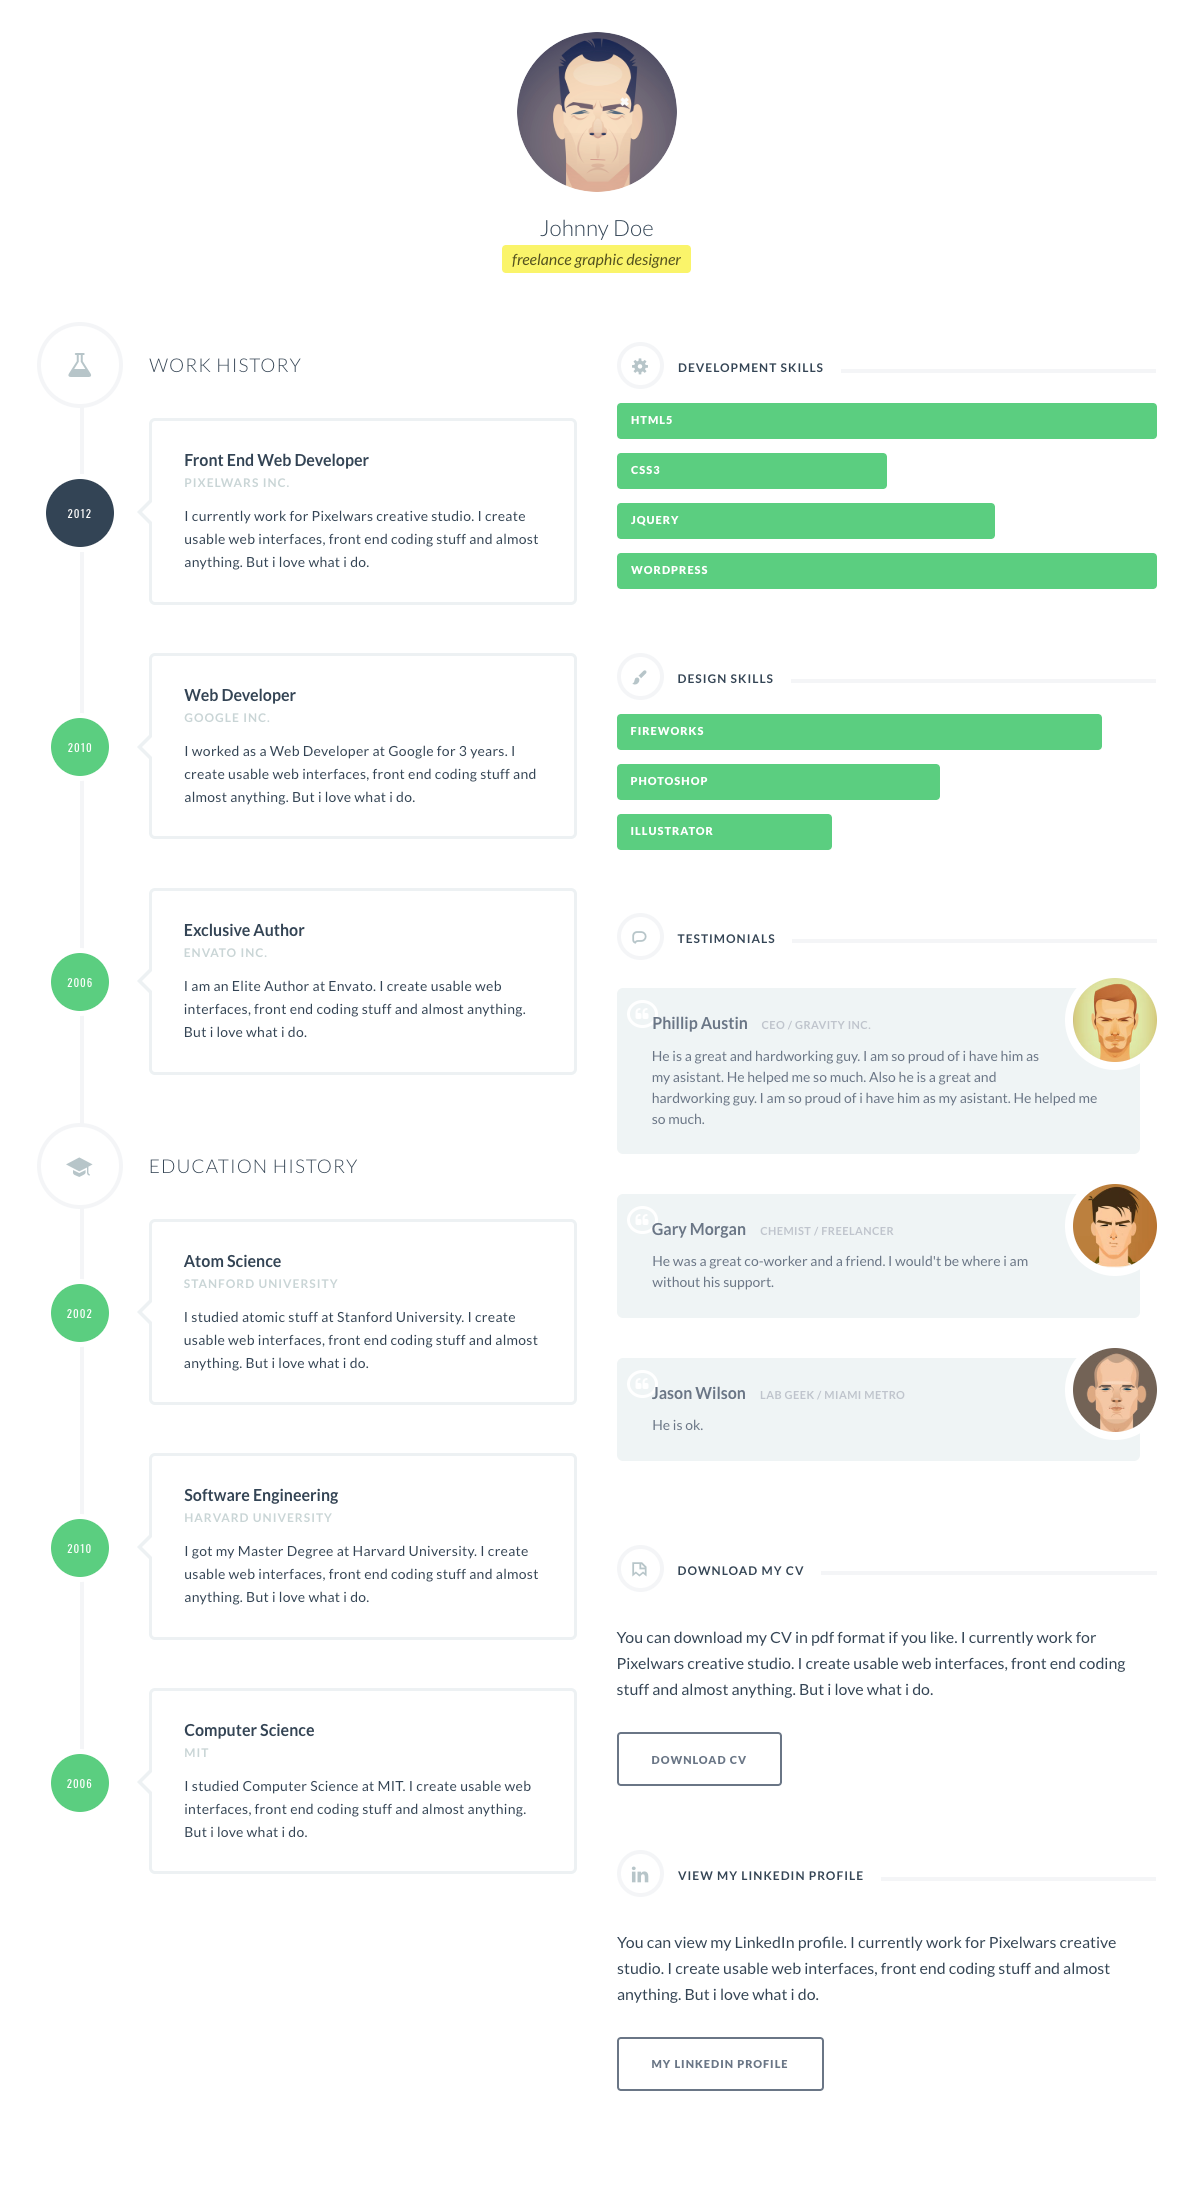 Johnny Doe
freelance graphic designer
WORK HISTORY
2012
Front End Web Developer
PIXELWARS INC.
I currently work for Pixelwars creative studio. I create
usable web interfaces, front end coding stuff and almost
anything. But i love what i do.
2010
Web Developer
GOOGLE INC.
I worked as a Web Developer at Google for 3 years. I
create usable web interfaces, front end coding stuff and
almost anything. But i love what i do.
2006
Exclusive Author
ENVATO INC.
I am an Elite Author at Envato. I create usable web
interfaces, front end coding stuff and almost anything.
But i love what i do.
EDUCATION HISTORY
2002
Atom Science
STANFORD UNIVERSITY
I studied atomic stuff at Stanford University. I create
usable web interfaces, front end coding stuff and almost
anything. But i love what i do.
2010
Software Engineering
HARVARD UNIVERSITY
I got my Master Degree at Harvard University. I create
usable web interfaces, front end coding stuff and almost
anything. But i love what i do.
2006
Computer Science
MIT
I studied Computer Science at MIT. I create usable web
interfaces, front end coding stuff and almost anything.
But i love what i do.
DEVELOPMENT SKILLS
HTML5
CSS3
JQUERY
WORDPRESS
DESIGN SKILLS
FIREWORKS
PHOTOSHOP
ILLUSTRATOR
TESTIMONIALS
Phillip Austin CEO / GRAVITY INC.
He is a great and hardworking guy. I am so proud of i have him as
my asistant. He helped me so much. Also he is a great and
hardworking guy. I am so proud of i have him as my asistant. He helped me
so much.
Gary Morgan CHEMIST / FREELANCER
He was a great co-worker and a friend. I would't be where i am
without his support.
Jason Wilson LAB GEEK / MIAMI METRO
He is ok.
DOWNLOAD MY CV
You can download my CV in pdf format if you like. I currently work for
Pixelwars creative studio. I create usable web interfaces, front end coding
stuff and almost anything. But i love what i do.
DOWNLOAD CV
VIEW MY LINKEDIN PROFILE
You can view my LinkedIn profile. I currently work for Pixelwars creative
studio. I create usable web interfaces, front end coding stuff and almost
anything. But i love what i do.
MY LINKEDIN PROFILE